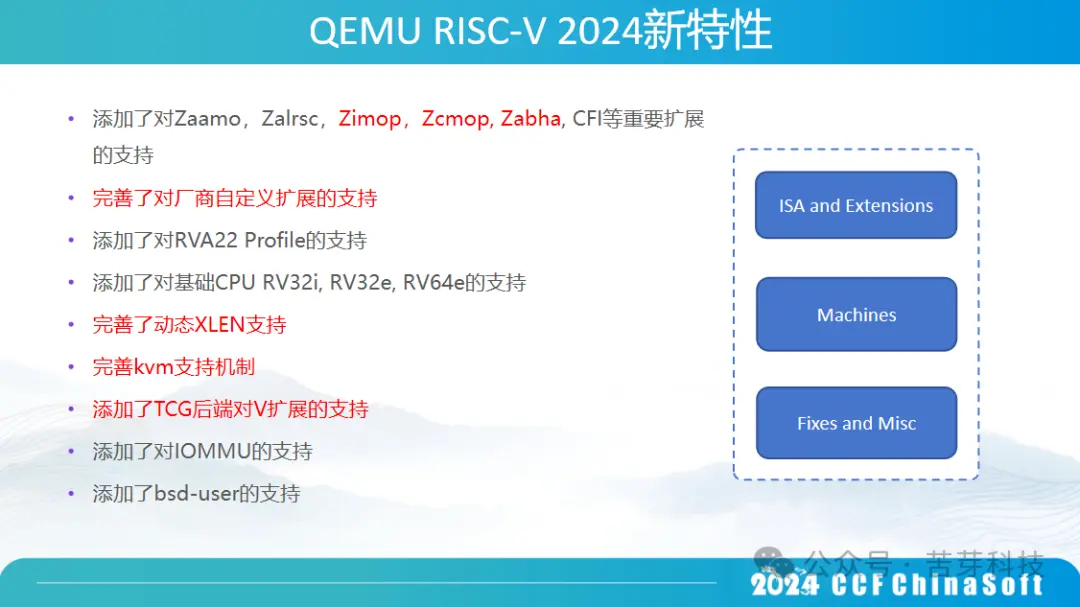 QEMU RISC-V 2024新特性
• 添加了对Zaamo，Zalrsc，Zimop，Zcmop, Zabha, CFI等重要扩展
的支持
• 完善了对厂商自定义扩展的支持
• 添加了对RVA22 Profile的支持
• 添加了对基础CPU RV32i, RV32e, RV64e的支持
• 完善了动态XLEN支持
• 完善kvm支持机制
• 添加了TCG后端对V扩展的支持
• 添加了对IOMMU的支持
• 添加了bsd-user的支持
ISA and Extensions
Machines
Fixes and Misc
公众号 · 苦芽科技
2024 CCF ChinaSoft